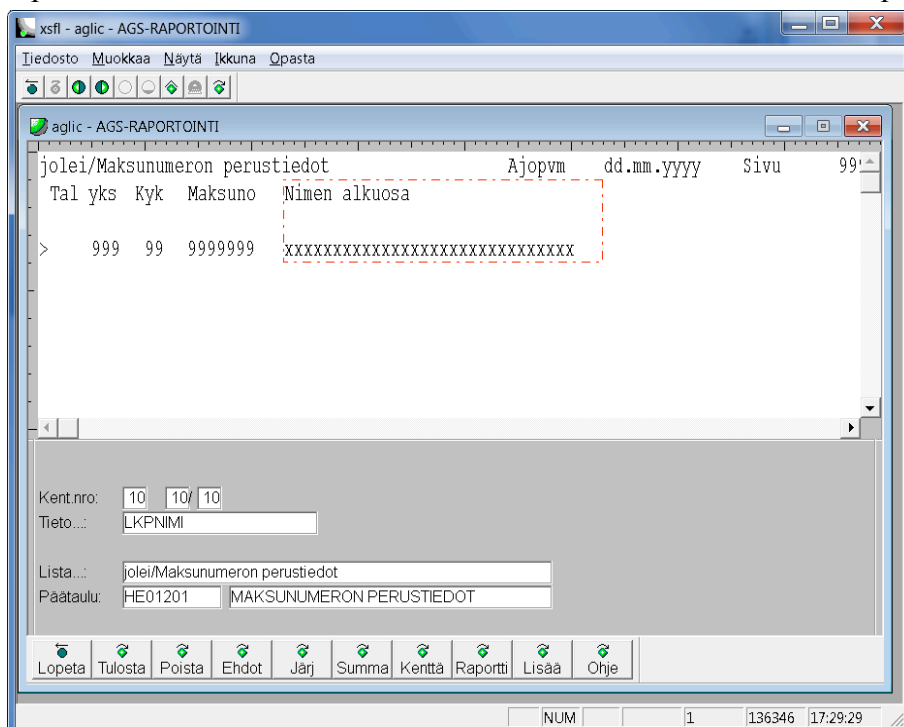 xsfl - aglic - AGS-RAPORTOINTI
Tiedosto Muokkaa Näytä Ikkuna Opasta
aglic - AGS-RAPORTOINTI
jolei/Maksunumeron perustiedot Ajopvm dd.mm.yyyy Sivu
Tal yks Kyk Maksuno Nimen alkuosa
> 999 99 9999999 xxxxxxxxxxxxxxxxxxxxxxxxxxxxxx
Kent.nro: 10 10/ 10
Tieto...: LKPNIMI
Lista...: jolei/Maksunumeron perustiedot
Päätaulu: HE01201 MAKSUNUMERON PERUSTIEDOT
Lopeta Tulosta Poista Ehdot Järj Summa Kenttä Raportti Lisää Ohje
NUM 1 136346 17:29:29